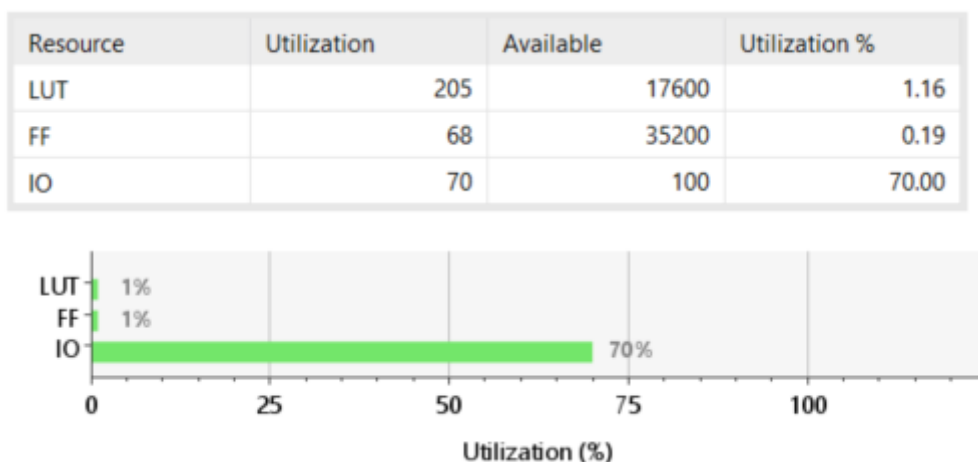 Resource Utilization Available Utilization %
LUT 205 17600 1.16
FF 68 35200 0.19
IO 70 100 70.00
LUT 1%
FF 1%
IO 70%
0 25 50 75 100
Utilization (%)